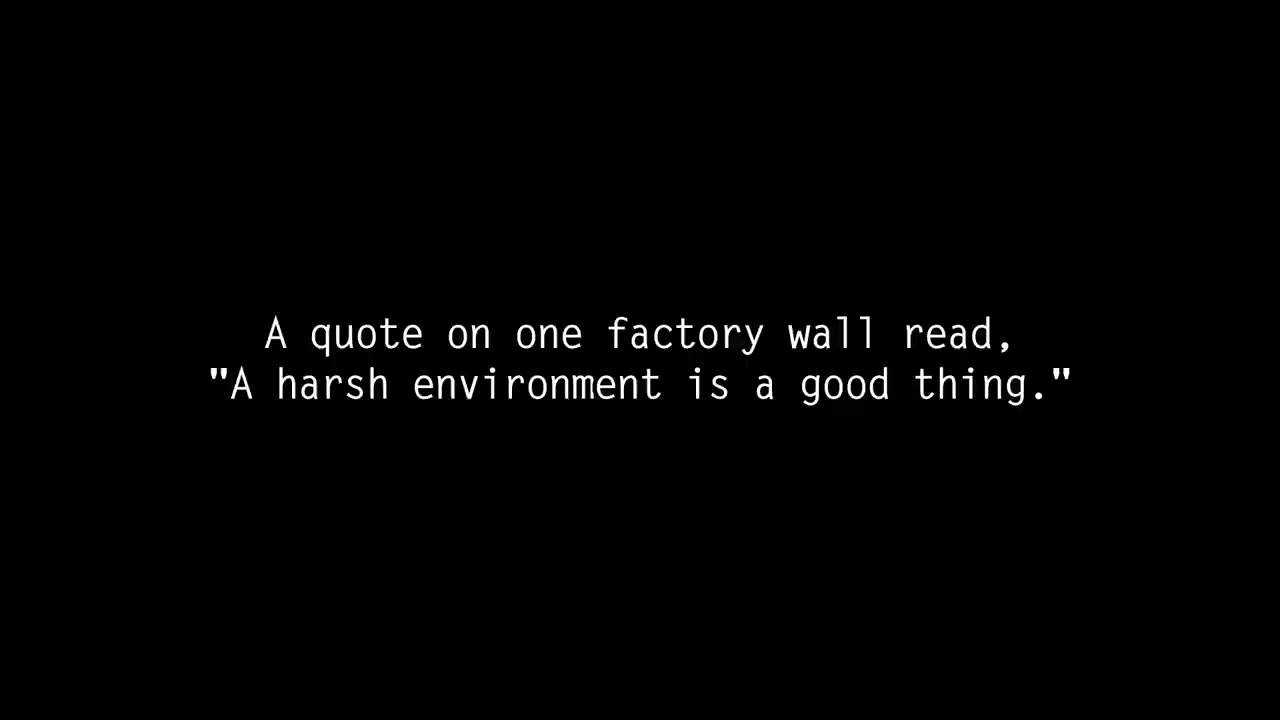 A quote on one factory wall read,
"A harsh environment is a good thing."